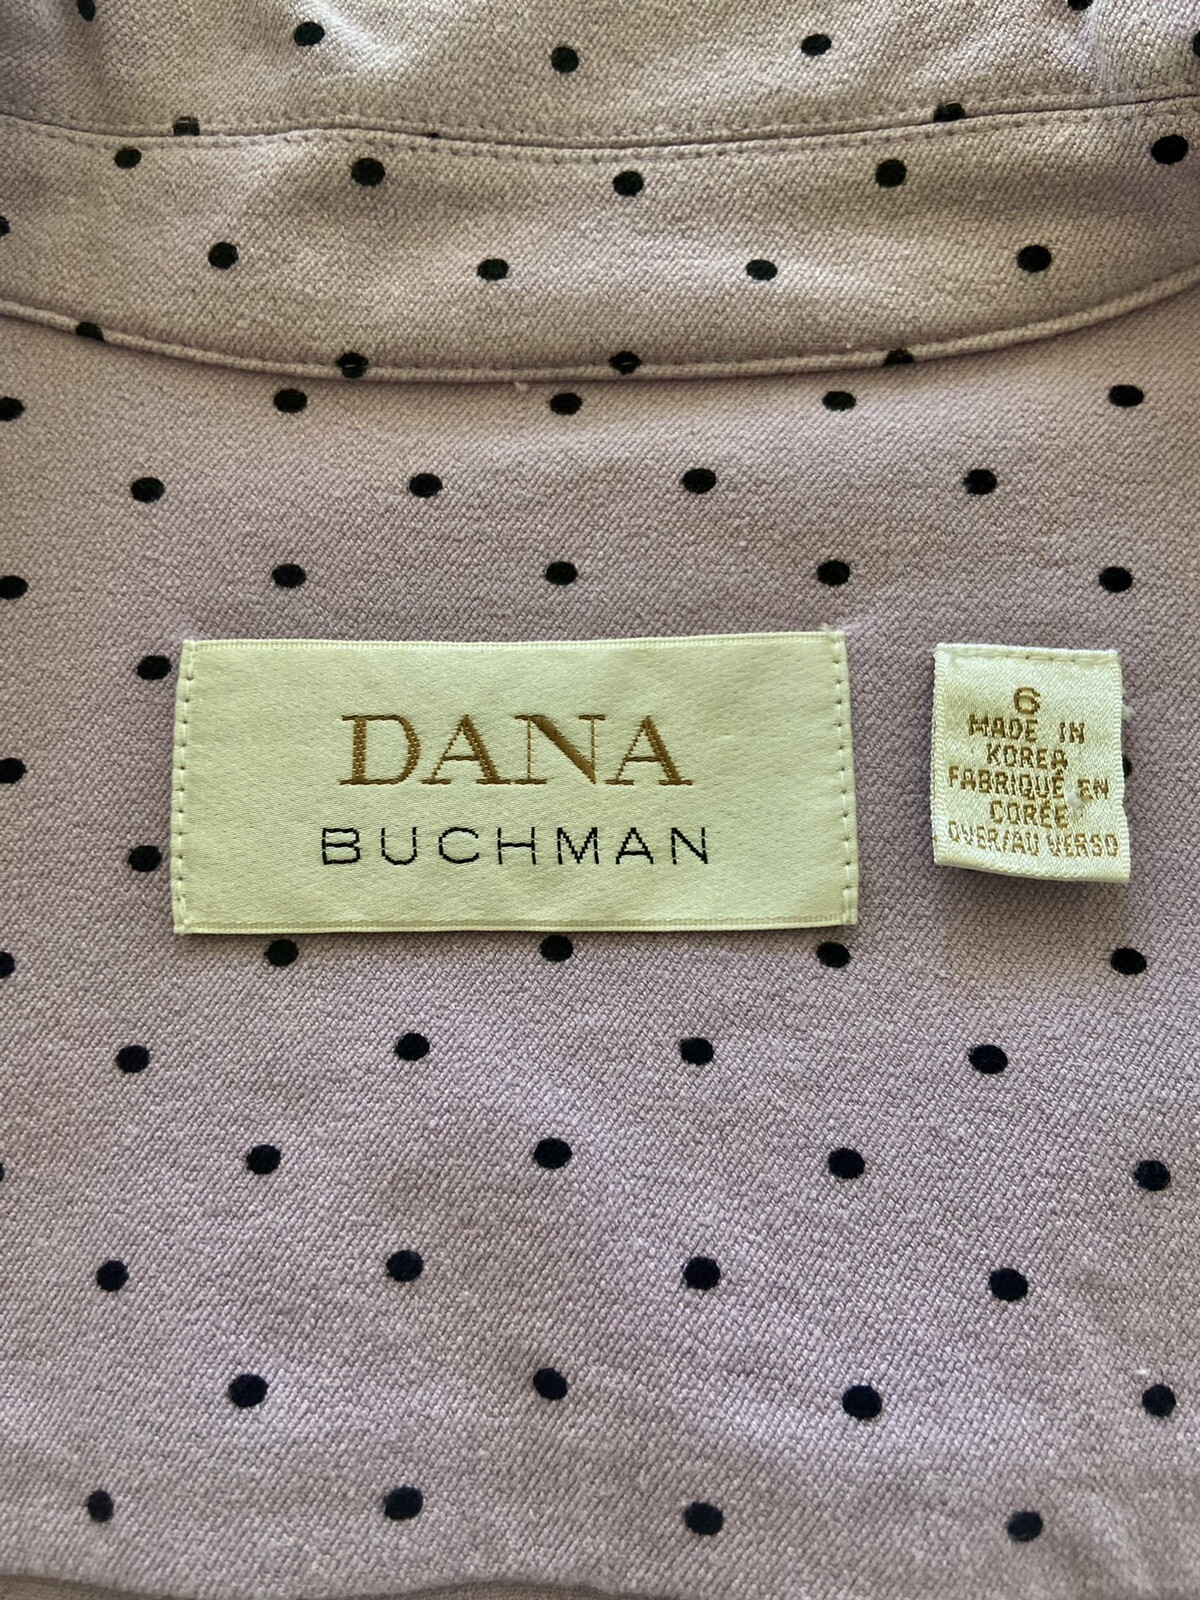 DANA
BUCHMAN
6
MADE IN
KOREA
FABRIQUÉ EN
CORÉE
OVER/AU VERSO